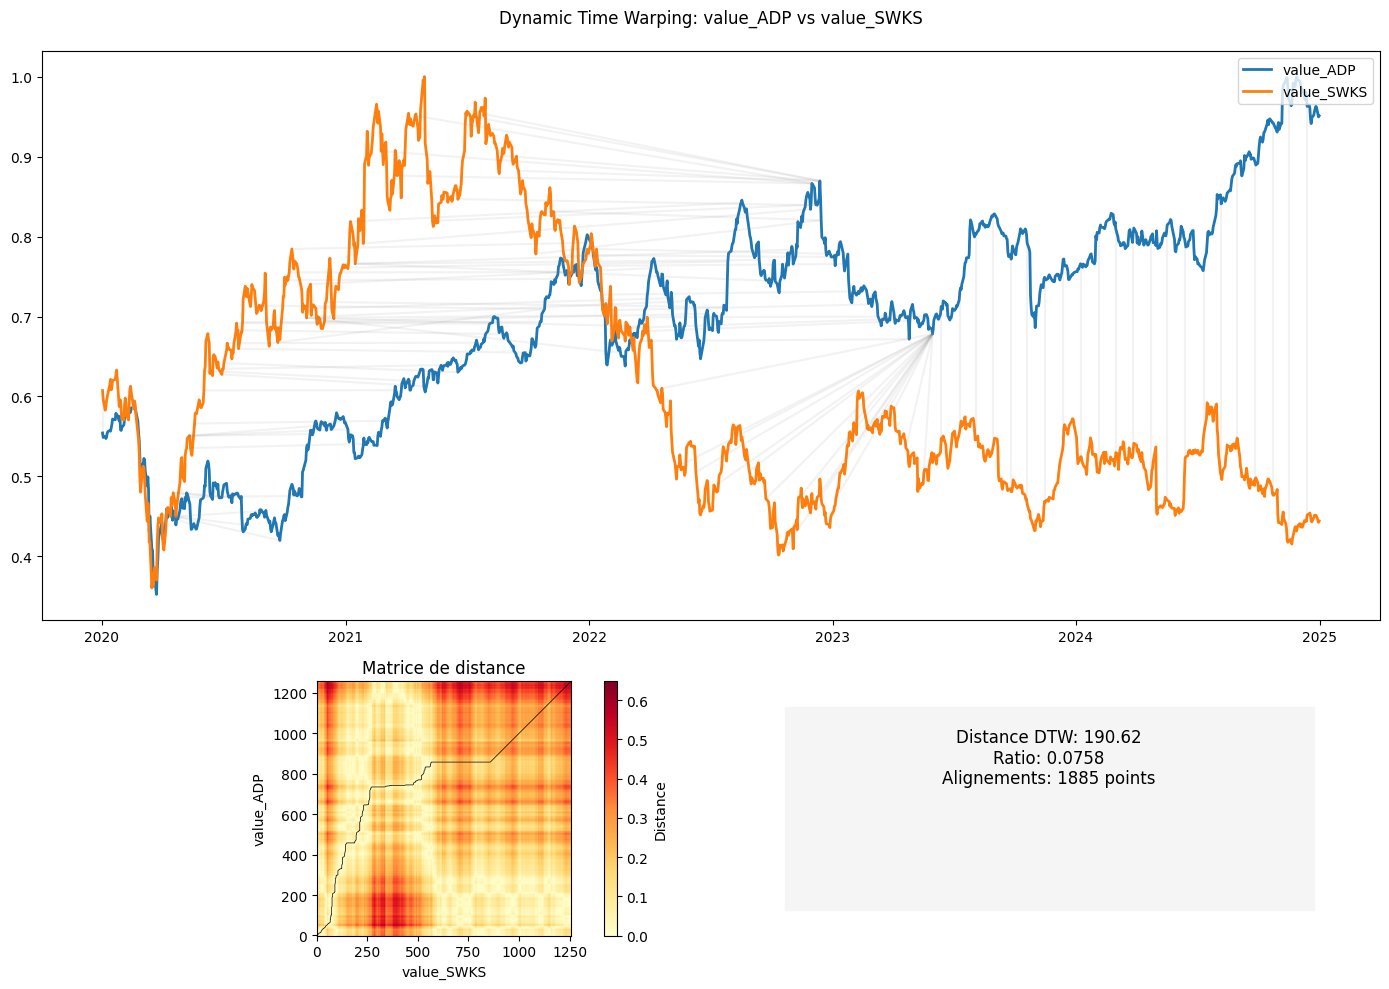 Dynamic Time Warping: value_ADP vs value_SWKS
value_ADP
value_SWKS
1.0
0.9
0.8
0.7
0.6
0.5
0.4
2020 2021 2022 2023 2024 2025
Matrice de distance
1200
1000
800
600
400
200
0
value_ADP
0 250 500 750 1000 1250
value_SWKS
0.6
0.5
0.4
0.3
0.2
0.1
0.0
Distance
Distance DTW: 190.62
Ratio: 0.0758
Alignements: 1885 points